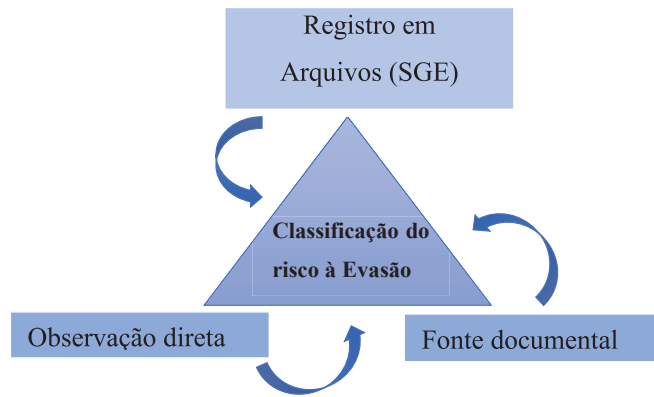 Registro em
Arquivos (SGE)
Classificação do
risco à Evasão
Observação direta
Fonte documental